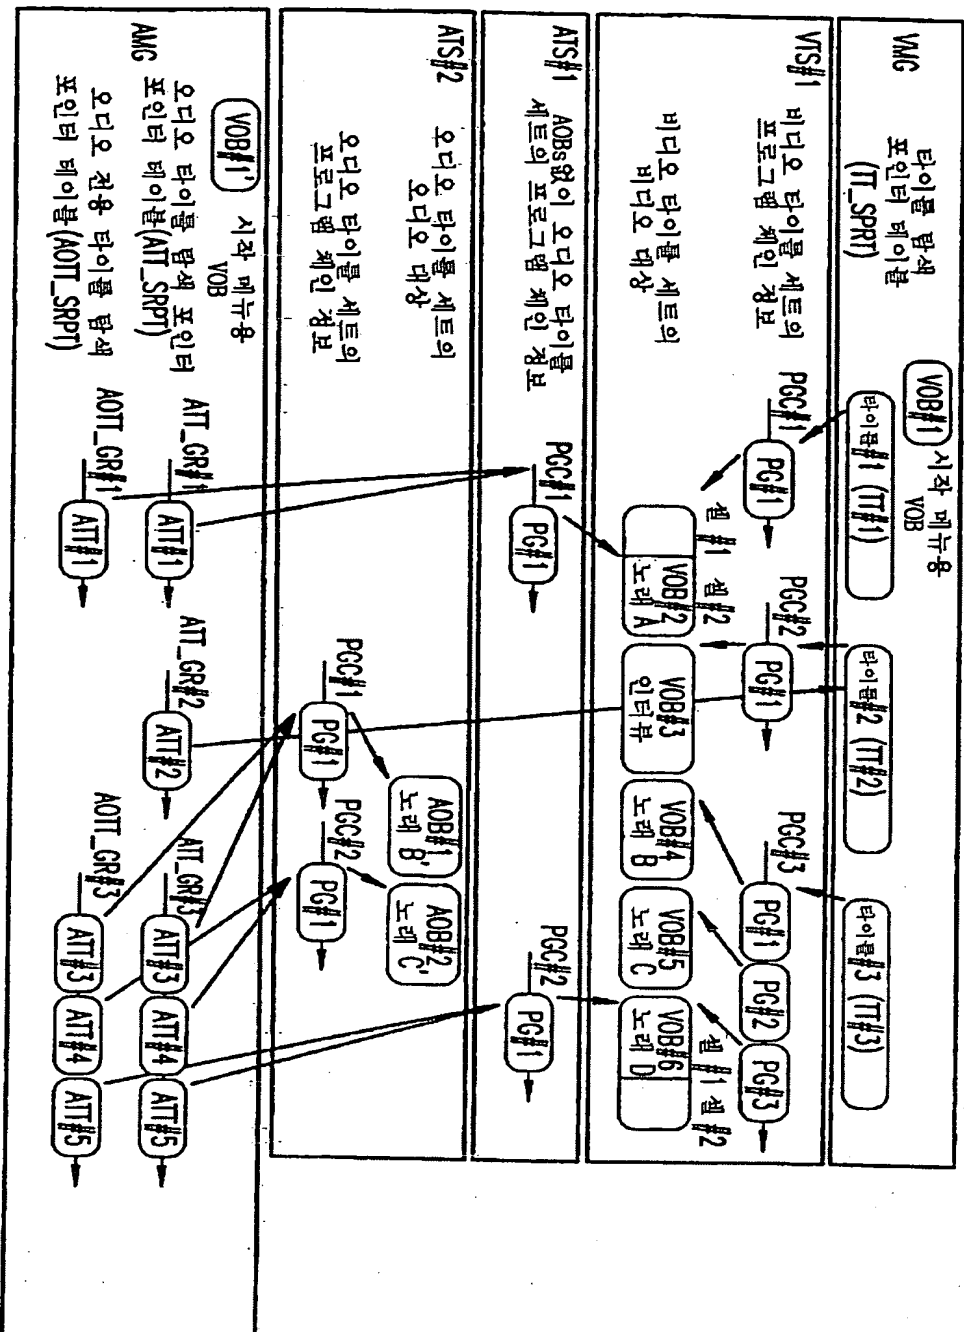 VMG
타이틀 탐색
포인터 테이블
(TT_SPRT)
VOB#1
시작 메뉴용
VOB
타이틀#1 (TT#1)
타이틀#2 (TT#2)
타이틀#3 (TT#3)
VTS#1
비디오 타이틀 세트의
프로그램 체인 정보
PGC#1
PG#1
PGC#2
PG#1
PGC#3
PG#1
PG#2
PG#3
비디오 타이틀 세트의
비디오 대상
셀#1
셀#2
VOB#2
노래 A
VOB#3
인터뷰
VOB#4
노래 B
VOB#5
노래 C
VOB#6
노래 D
셀#1
셀#2
ATS#1
AOBs없이 오디오 타이틀
세트의 프로그램 체인 정보
PGC#1
PG#1
PGC#2
PG#1
ATS#2
오디오 타이틀 세트의
오디오 대상
AOB#1
노래 B'
AOB#2
노래 C'
오디오 타이틀 세트의
프로그램 체인 정보
PGC#1
PG#1
PGC#2
PG#1
AMG
VOB#1'
시작 메뉴용
VOB
오디오 타이틀 탐색 포인터
포인터 테이블(ATT_SRPT)
ATT_GR#1
ATT#1
ATT_GR#2
ATT#2
ATT_GR#3
ATT#3
ATT#4
ATT#5
오디오 전용 타이틀 탐색
포인터 테이블(AOTT_SRPT)
AOTT_GR#1
ATT#1
AOTT_GR#3
ATT#3
ATT#4
ATT#5